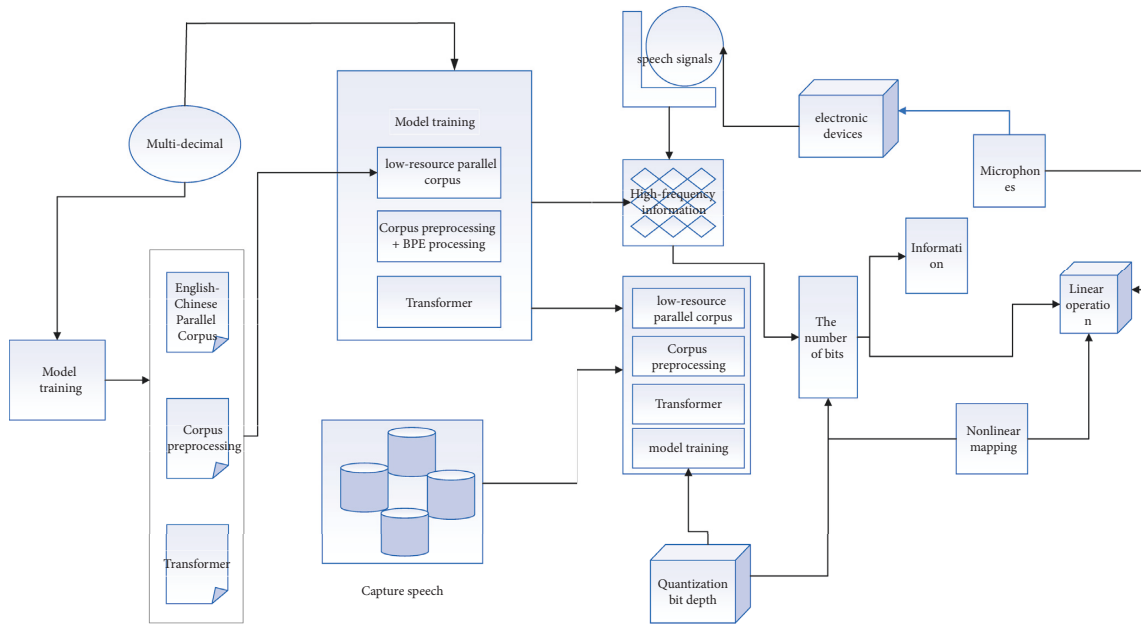 Multi-decimal
Model
training
English-
Chinese
Parallel
Corpus
Corpus
preprocessing
Transformer
Model training
low-resource parallel
corpus
Corpus preprocessing
+ BPE processing
Transformer
Capture speech
speech signals
High-frequency
information
low-resource
parallel corpus
Corpus
preprocessing
Transformer
model training
Quantization
bit depth
electronic
devices
Microphon
es
Informati
on
The
number
of bits
Linear
operatio
n
Nonlinear
mapping